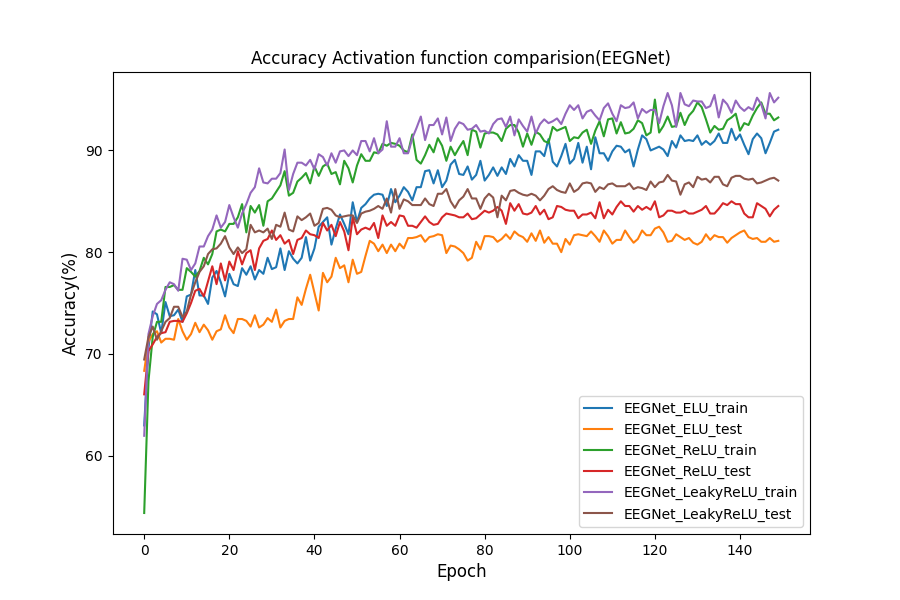 Accuracy Activation function comparision(EEGNet)
Accuracy(%)
90
80
70
60
0 20 40 60 80 100 120 140
Epoch
EEGNet_ELU_train
EEGNet_ELU_test
EEGNet_ReLU_train
EEGNet_ReLU_test
EEGNet_LeakyReLU_train
EEGNet_LeakyReLU_test